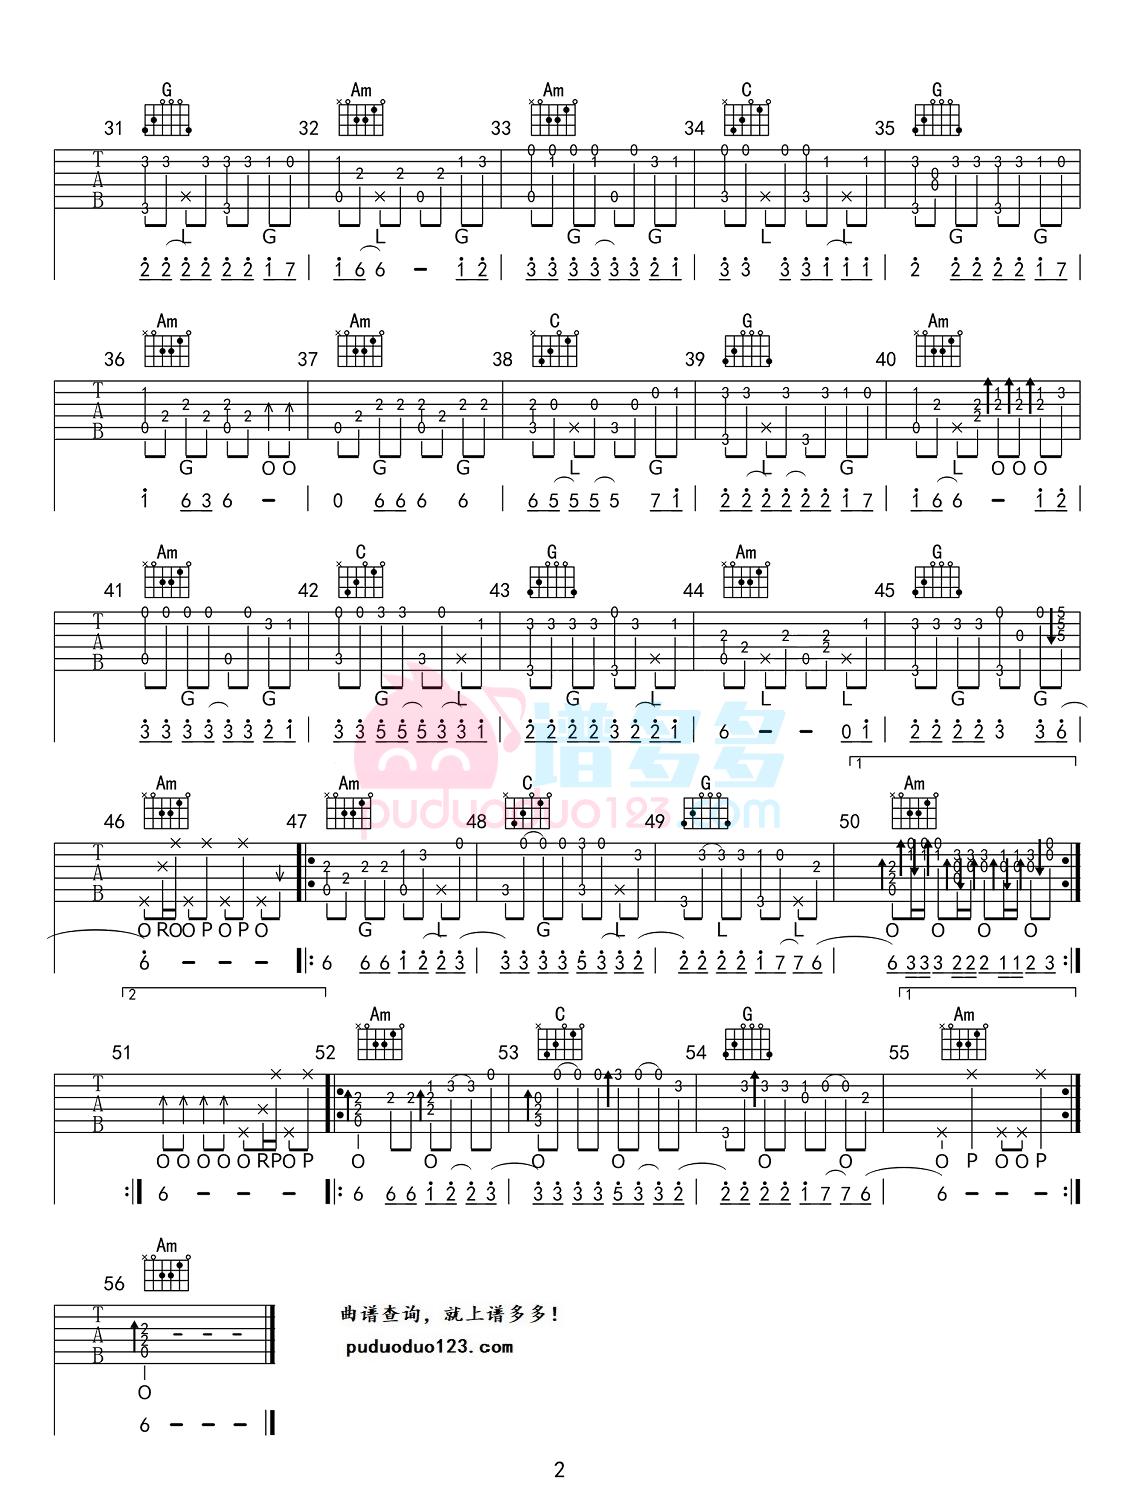 G Am Am C G
31 32 33 34 35
T A B
L G L G G G L L G G
2 2 2 2 2 2 1 7 | 1 6 6 - 1 2 | 3 3 3 3 3 3 2 1 | 3 3 3 3 1 1 1 | 2 2 2 2 2 1 7
Am Am C G Am
36 37 38 39 40
T A B
G O O G G L G L G L O O O
1 6 3 6 - | 0 6 6 6 6 | 6 5 5 5 5 7 1 | 2 2 2 2 2 2 1 7 | 1 6 6 - 1 2
Am C G Am G
41 42 43 44 45
T A B
G G G L G L L L G G
3 3 3 3 3 3 2 1 | 3 3 5 5 5 3 3 1 | 2 2 2 2 3 2 2 1 | 6 - - 0 1 | 2 2 2 2 3 3 6
1
Am Am C G Am
46 47 48 49 50
T A B
O R O O P O P O G L G L L L O O O O
6 - - - |: 6 6 6 1 2 2 3 | 3 3 3 3 5 3 3 2 | 2 2 2 2 1 7 7 6 | 6 3 3 3 2 2 2 1 1 2 3 :|
2 1
Am C G Am
51 52 53 54 55
T A B
O O O O O R P O P O O O O O O O P O O P
:| 6 - - - |: 6 6 6 1 2 2 3 | 3 3 3 3 5 3 3 2 | 2 2 2 2 1 7 7 6 | 6 - - - :|
Am
56
T A B
O
6 - - -
曲谱查询，就上谱多多！
puduoduo123.com
谱多多
puduoduo123.com
2